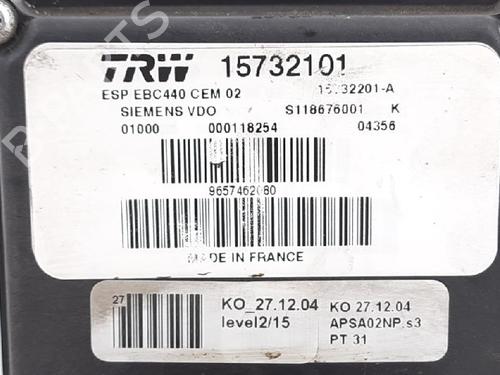 TRW 15732101
ESP EBC440 CEM 02
SIEMENS VDO S118676001 K
01000 000118254 04356
MADE IN FRANCE
27
KO_27.12.04
level2/15
KO 27.12.04
APSA02NP.s3
PT 31